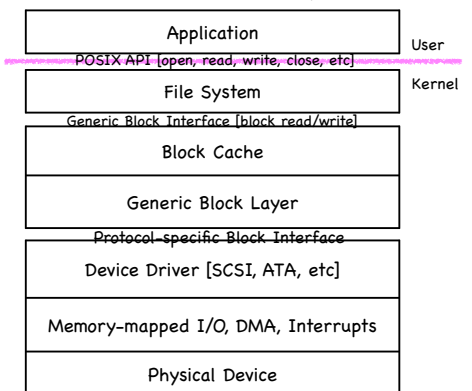 Application
User
POSIX API [open, read, write, close, etc]
Kernel
File System
Generic Block Interface [block read/write]
Block Cache
Generic Block Layer
Protocol-specific Block Interface
Device Driver [SCSI, ATA, etc]
Memory-mapped I/O, DMA, Interrupts
Physical Device